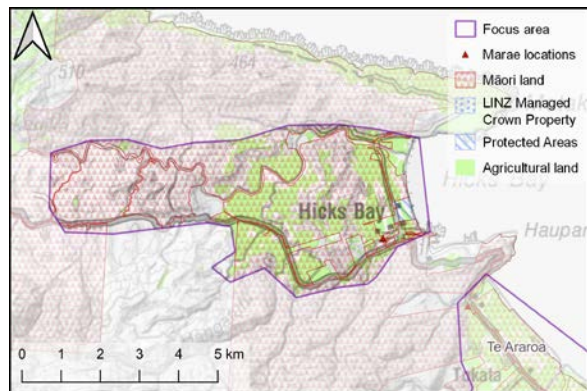 Focus area
Marae locations
Māori land
LINZ Managed
Crown Property
Protected Areas
Agricultural land
510
464
Hicks Bay
Hicks Bay
Haupar
Te Araroa
Tokata
0 1 2 3 4 5 km